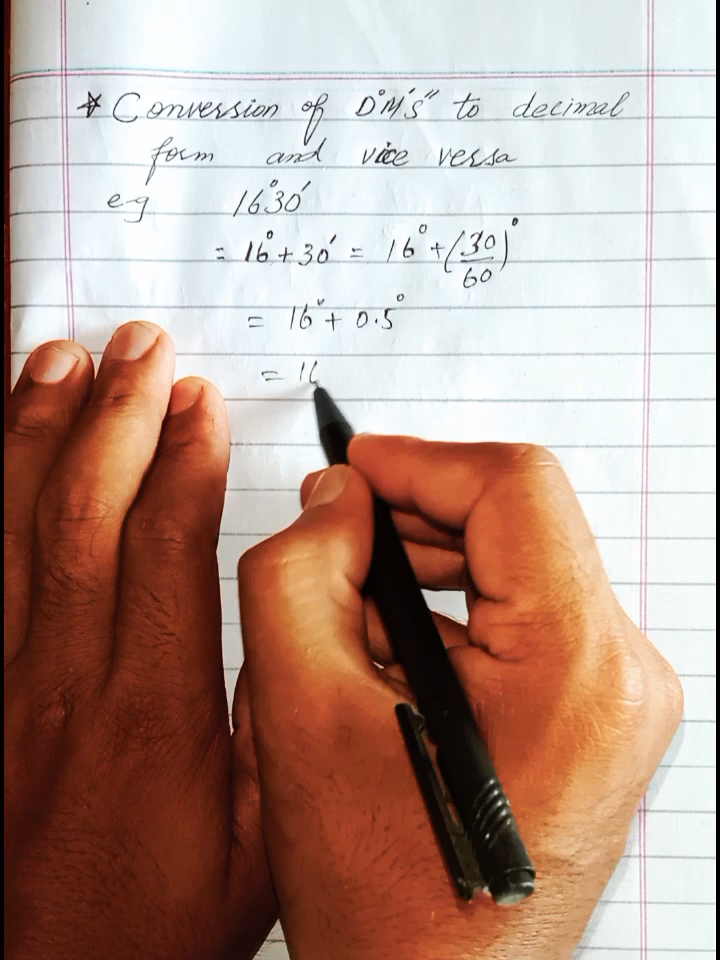 * Conversion of D°M'S" to decimal
form and vice versa
eg 16°30'
= 16° + 30' = 16° + (30/60)°
= 16° + 0.5°
= 16